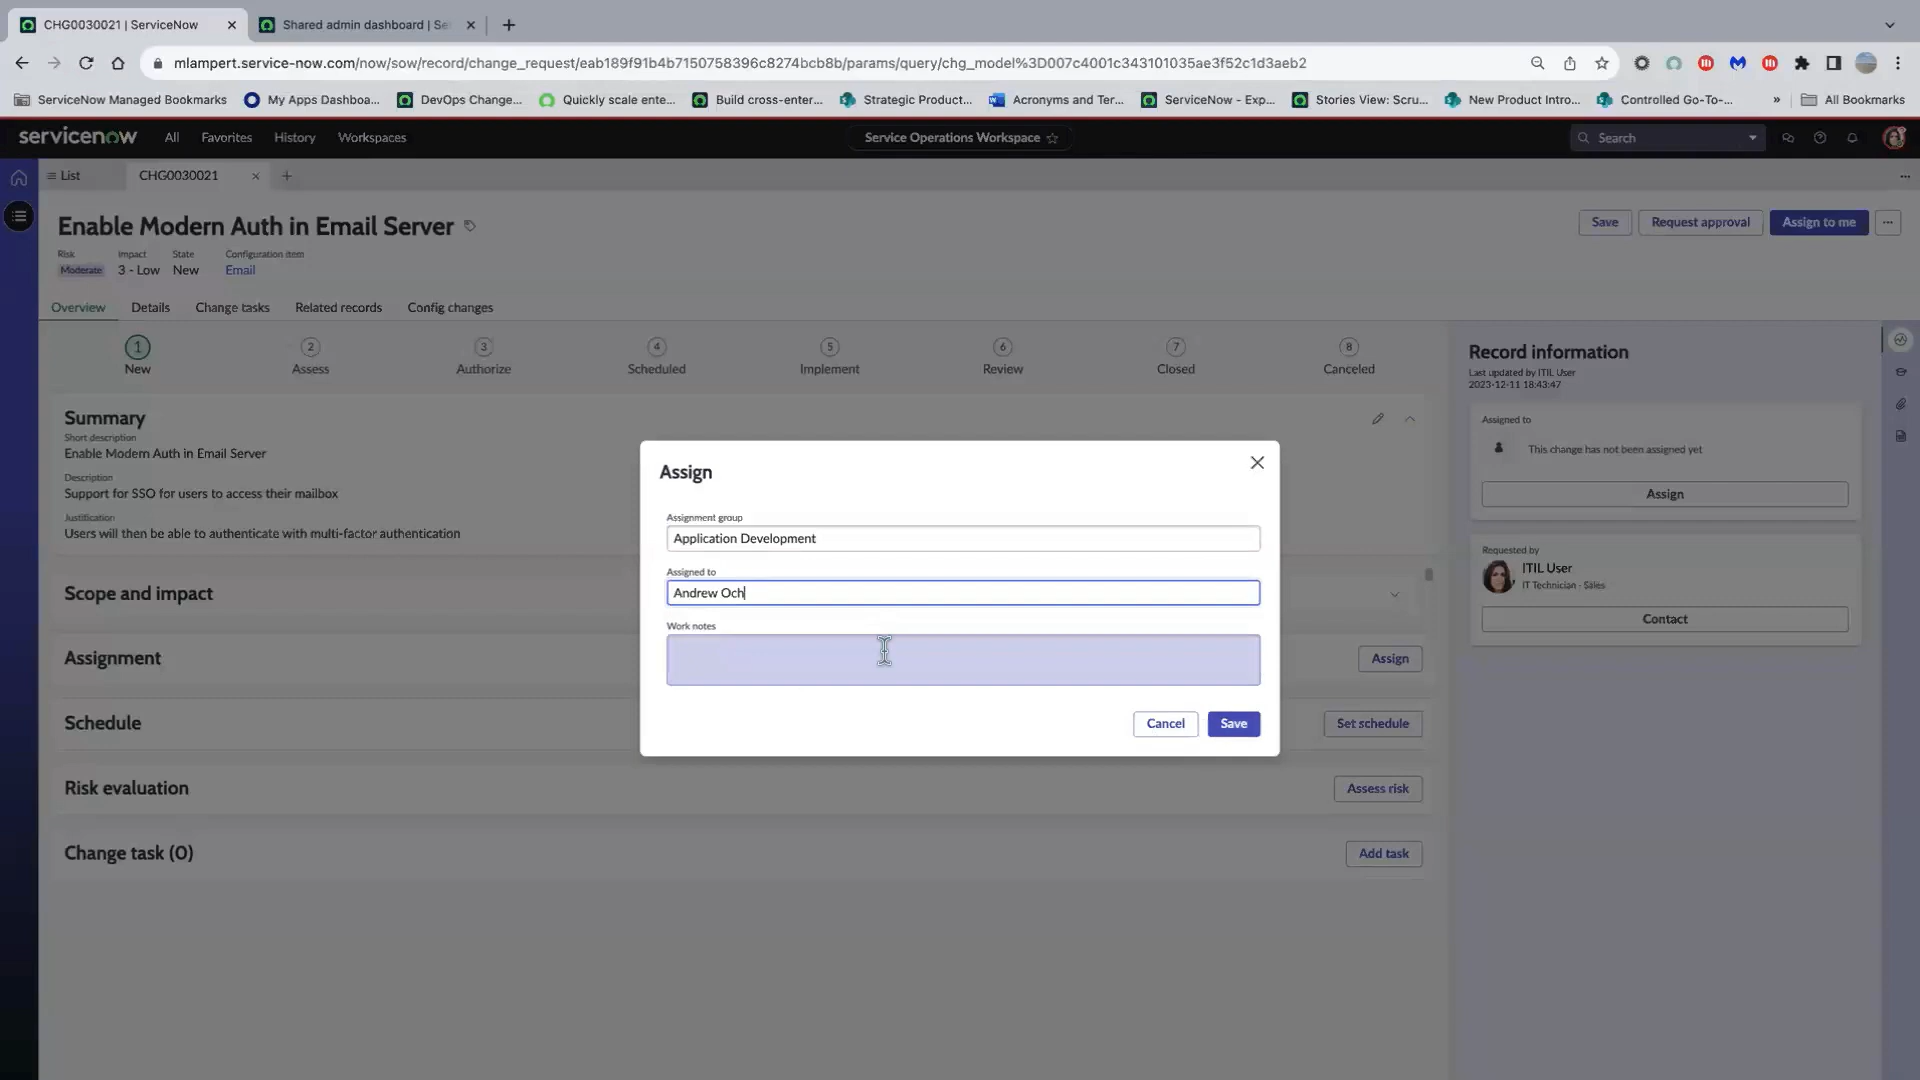 CHG0030021 | ServiceNow
Shared admin dashboard | Se
mlampert.service-now.com/now/sow/record/change_request/eab189f91b4b7150758396c8274bcb8b/params/query/chg_model%3D007c4001c343101035ae3f52c1d3aeb2
ServiceNow Managed Bookmarks
My Apps Dashboa...
DevOps Change...
Quickly scale ente...
Build cross-enter...
Strategic Product...
Acronyms and Ter...
ServiceNow - Exp...
Stories View: Scru...
New Product Intro...
Controlled Go-To-...
»
All Bookmarks
servicenow
All
Favorites
History
Workspaces
Service Operations Workspace
Search
List
CHG0030021
Enable Modern Auth in Email Server
Save
Request approval
Assign to me
Risk
Impact
State
Configuration item
Moderate
3 - Low
New
Email
Overview
Details
Change tasks
Related records
Config changes
1
New
2
Assess
3
Authorize
4
Scheduled
5
Implement
6
Review
7
Closed
8
Canceled
Summary
Short description
Enable Modern Auth in Email Server
Description
Support for SSO for users to access their mailbox
Justification
Users will then be able to authenticate with multi-factor authentication
Scope and impact
Assignment
Assign
Schedule
Set schedule
Risk evaluation
Assess risk
Change task (0)
Add task
Assign
Assignment group
Application Development
Assigned to
Andrew Och
Work notes
Cancel
Save
Record information
Last updated by ITIL User
2023-12-11 18:43:47
Assigned to
This change has not been assigned yet
Assign
Requested by
ITIL User
IT Technician - Sales
Contact